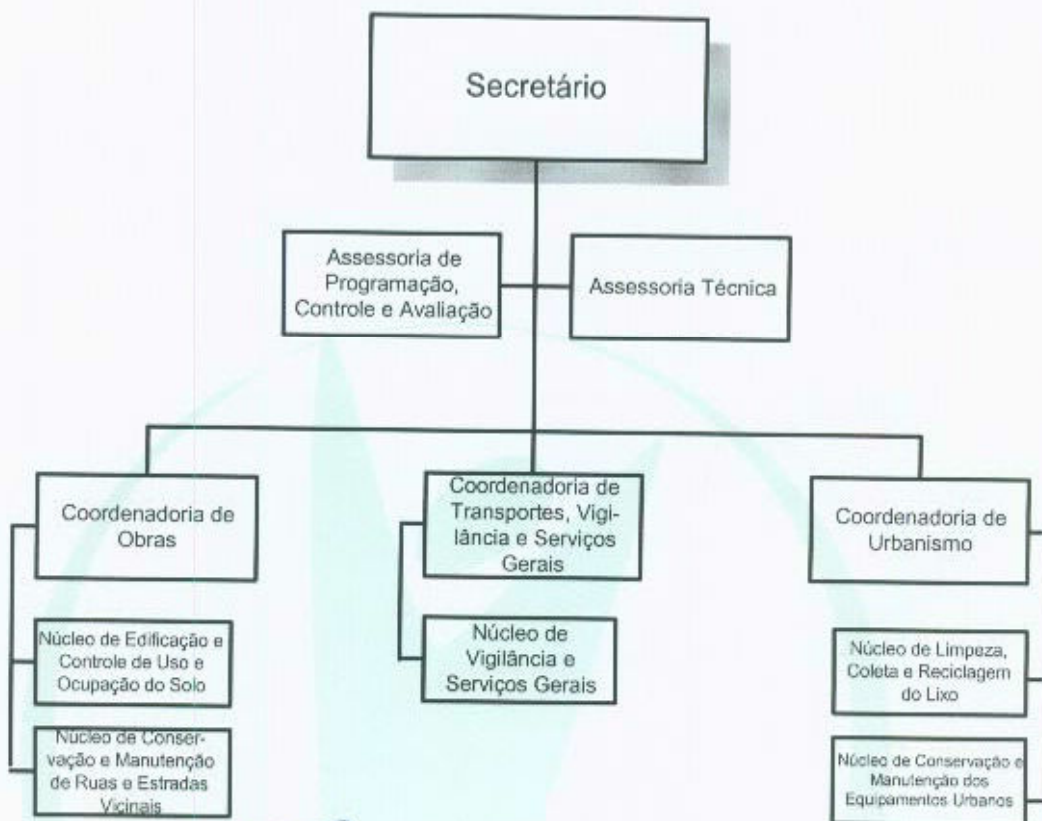 Secretário
Assessoria de
Programação,
Controle e Avaliação
Assessoria Técnica
Coordenadoria de
Obras
Coordenadoria de
Transportes, Vigi-
lância e Serviços
Gerais
Coordenadoria de
Urbanismo
Núcleo de Edificação e
Controle de Uso e
Ocupação do Solo
Núcleo de
Vigilância e
Serviços Gerais
Núcleo de Limpeza,
Coleta e Reciclagem
do Lixo
Núcleo de Conser-
vação e Manutenção
de Ruas e Estradas
Vicinais
Núcleo de Conservação e
Manutenção dos
Equipamentos Urbanos